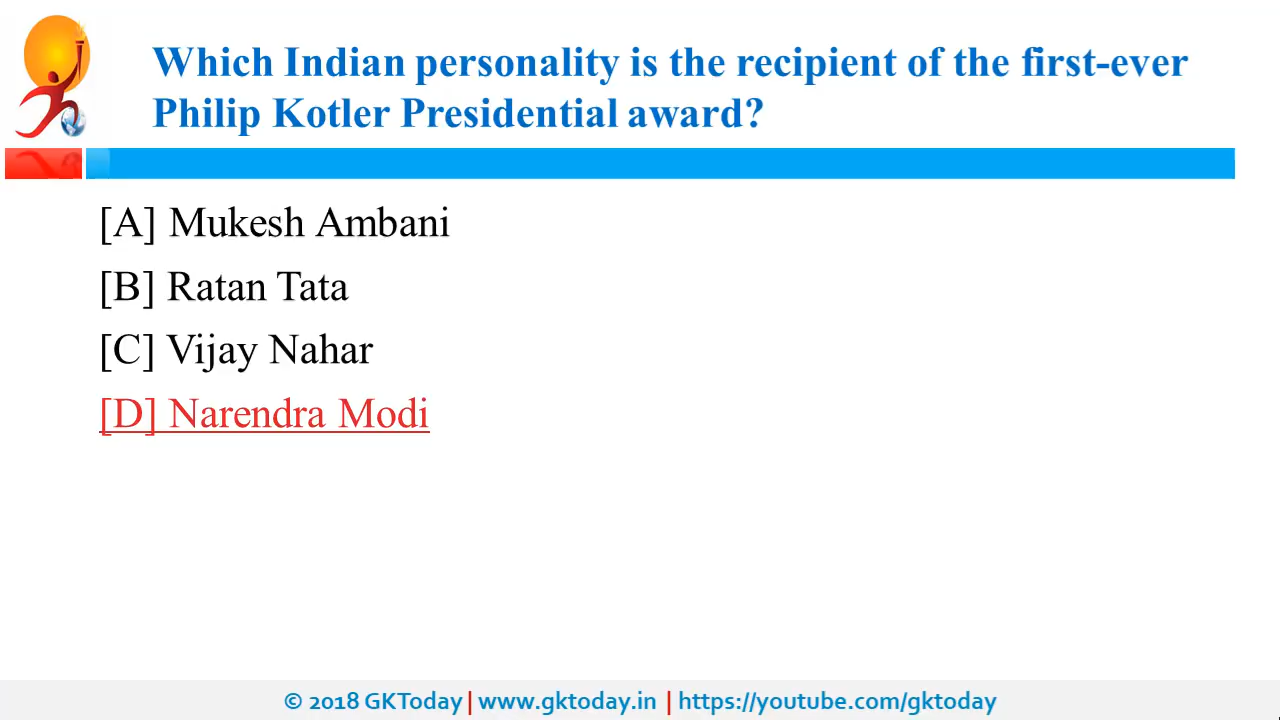 Which Indian personality is the recipient of the first-ever
Philip Kotler Presidential award?
[A] Mukesh Ambani
[B] Ratan Tata
[C] Vijay Nahar
[D] Narendra Modi
© 2018 GKToday | www.gktoday.in | https://youtube.com/gktoday